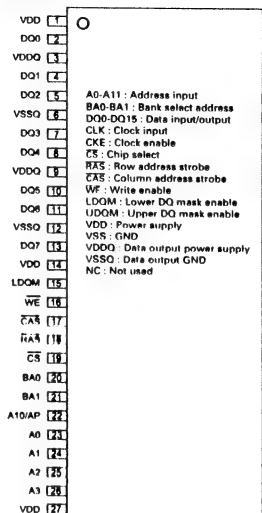 VDD 1
DQ0 2
VDDQ 3
DQ1 4
DQ2 5
VSSQ 6
DQ3 7
DQ4 8
VDDQ 9
DQ5 10
DQ6 11
VSSQ 12
DQ7 13
VDD 14
LDQM 15
WE 16
CAS 17
RAS 18
CS 19
BA0 20
BA1 21
A10/AP 22
A0 23
A1 24
A2 25
A3 26
VDD 27
A0-A11 : Address input
BA0-BA1 : Bank select address
DQ0-DQ15 : Data input/output
CLK : Clock input
CKE : Clock enable
CS : Chip select
RAS : Row address strobe
CAS : Column address strobe
WE : Write enable
LDQM : Lower DQ mask enable
UDQM : Upper DQ mask enable
VDD : Power supply
VSS : GND
VDDQ : Data output power supply
VSSQ : Data output GND
NC : Not used